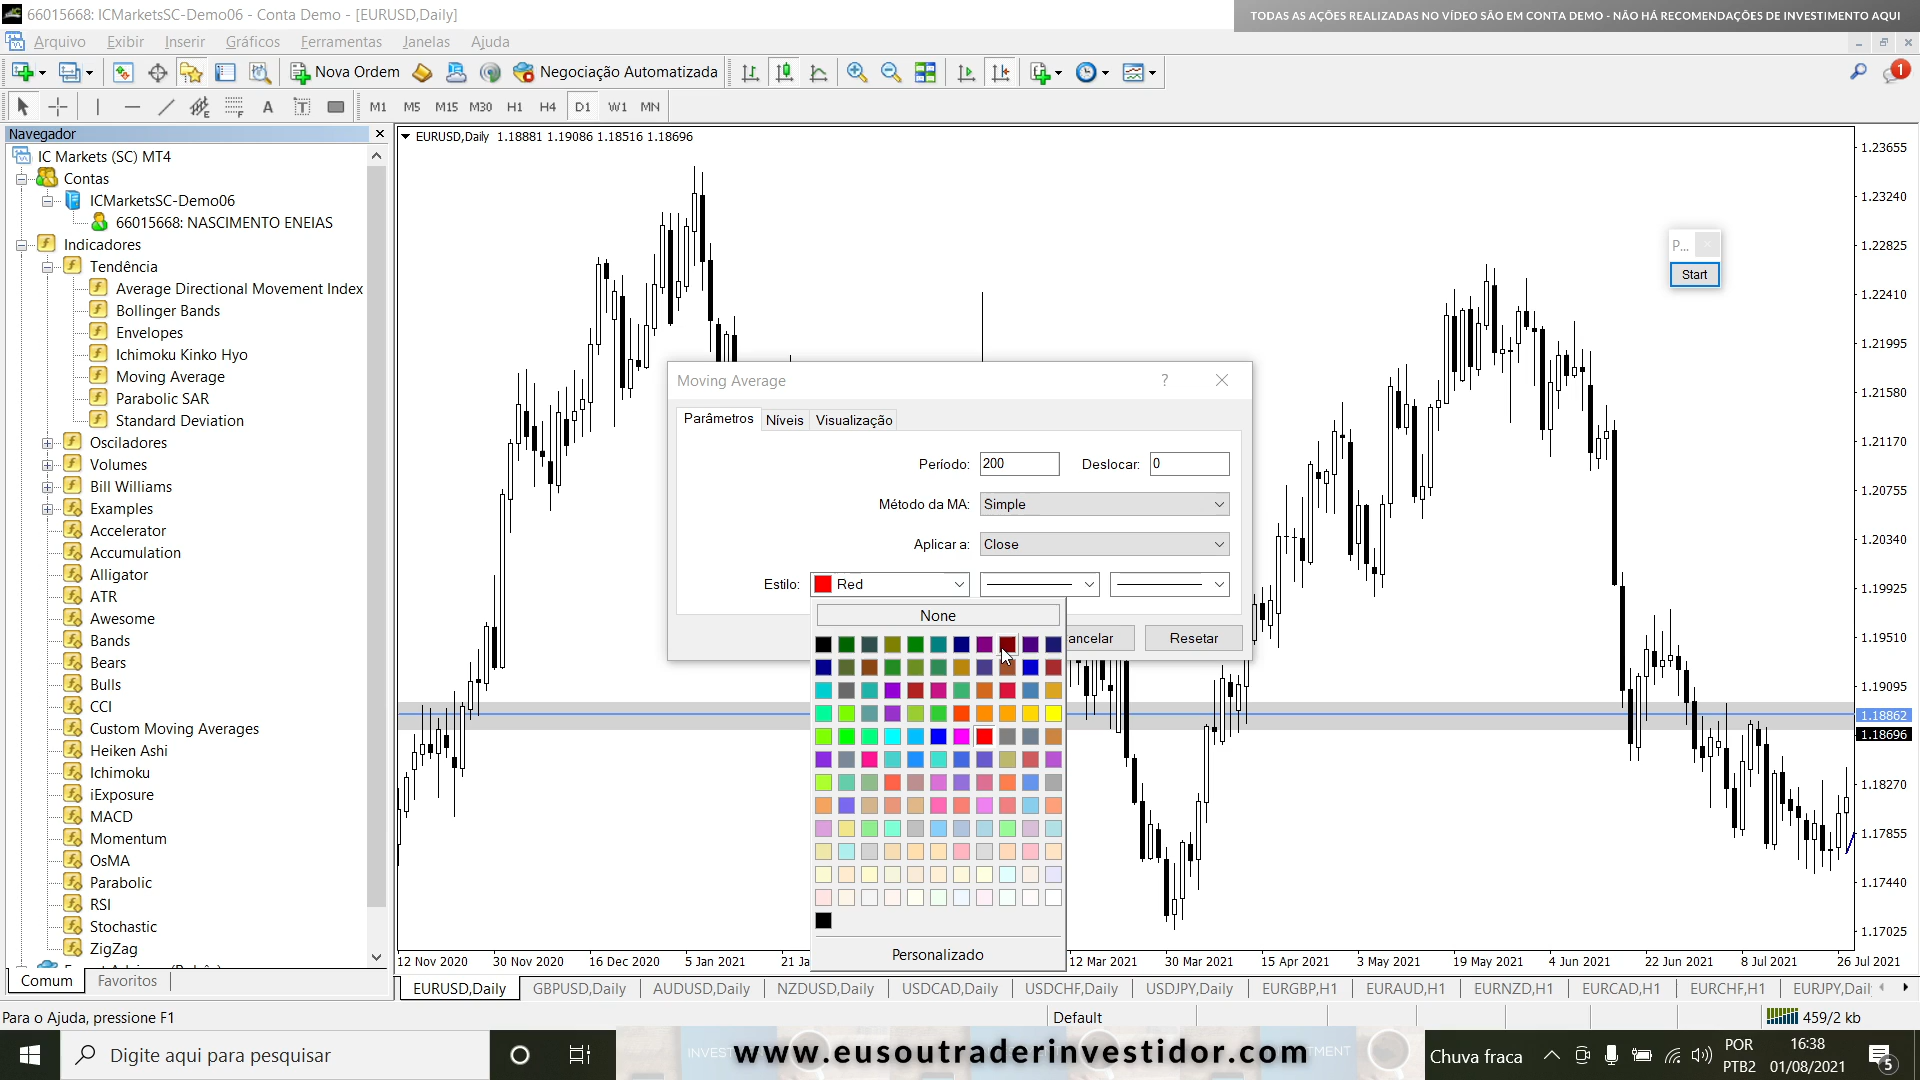 66015668: ICMarketsSC-Demo06 - Conta Demo - [EURUSD,Daily]
TODAS AS AÇÕES REALIZADAS NO VÍDEO SÃO EM CONTA DEMO - NÃO HÁ RECOMENDAÇÕES DE INVESTIMENTO AQUI
Arquivo Exibir Inserir Gráficos Ferramentas Janelas Ajuda
Nova Ordem Negociação Automatizada 1
A T M1 M5 M15 M30 H1 H4 D1 W1 MN
Navegador
IC Markets (SC) MT4
Contas
ICMarketsSC-Demo06
66015668: NASCIMENTO ENEIAS
Indicadores
Tendência
Average Directional Movement Index
Bollinger Bands
Envelopes
Ichimoku Kinko Hyo
Moving Average
Parabolic SAR
Standard Deviation
Osciladores
Volumes
Bill Williams
Examples
Accelerator
Accumulation
Alligator
ATR
Awesome
Bands
Bears
Bulls
CCI
Custom Moving Averages
Heiken Ashi
Ichimoku
iExposure
MACD
Momentum
OsMA
Parabolic
RSI
Stochastic
ZigZag
Comum Favoritos
EURUSD,Daily 1.18881 1.19086 1.18516 1.18696
P...
Start
Moving Average ?
Parâmetros Níveis Visualização
Período: 200 Deslocar: 0
Método da MA: Simple
Aplicar a: Close
Estilo: Red
None
ancelar Resetar
Personalizado
1.23655
1.23240
1.22825
1.22410
1.21995
1.21580
1.21170
1.20755
1.20340
1.19925
1.19510
1.19095
1.18862
1.18696
1.18270
1.17855
1.17440
1.17025
12 Nov 2020 30 Nov 2020 16 Dec 2020 5 Jan 2021 21 Ja 12 Mar 2021 30 Mar 2021 15 Apr 2021 3 May 2021 19 May 2021 4 Jun 2021 22 Jun 2021 8 Jul 2021 26 Jul 2021
EURUSD,Daily GBPUSD,Daily AUDUSD,Daily NZDUSD,Daily USDCAD,Daily USDCHF,Daily USDJPY,Daily EURGBP,H1 EURAUD,H1 EURNZD,H1 EURCAD,H1 EURCHF,H1 EURJPY,Dail
Para o Ajuda, pressione F1 Default 459/2 kb
Digite aqui para pesquisar
www.eusoutraderinvestidor.com
Chuva fraca
POR
PTB2
16:38
01/08/2021
5